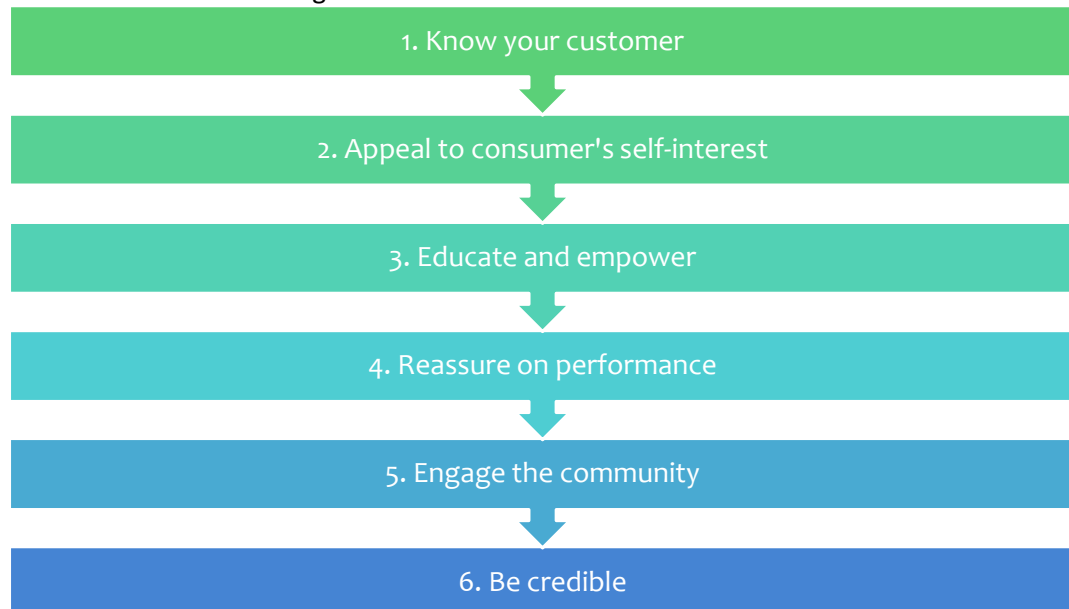 1. Know your customer
2. Appeal to consumer's self-interest
3. Educate and empower
4. Reassure on performance
5. Engage the community
6. Be credible